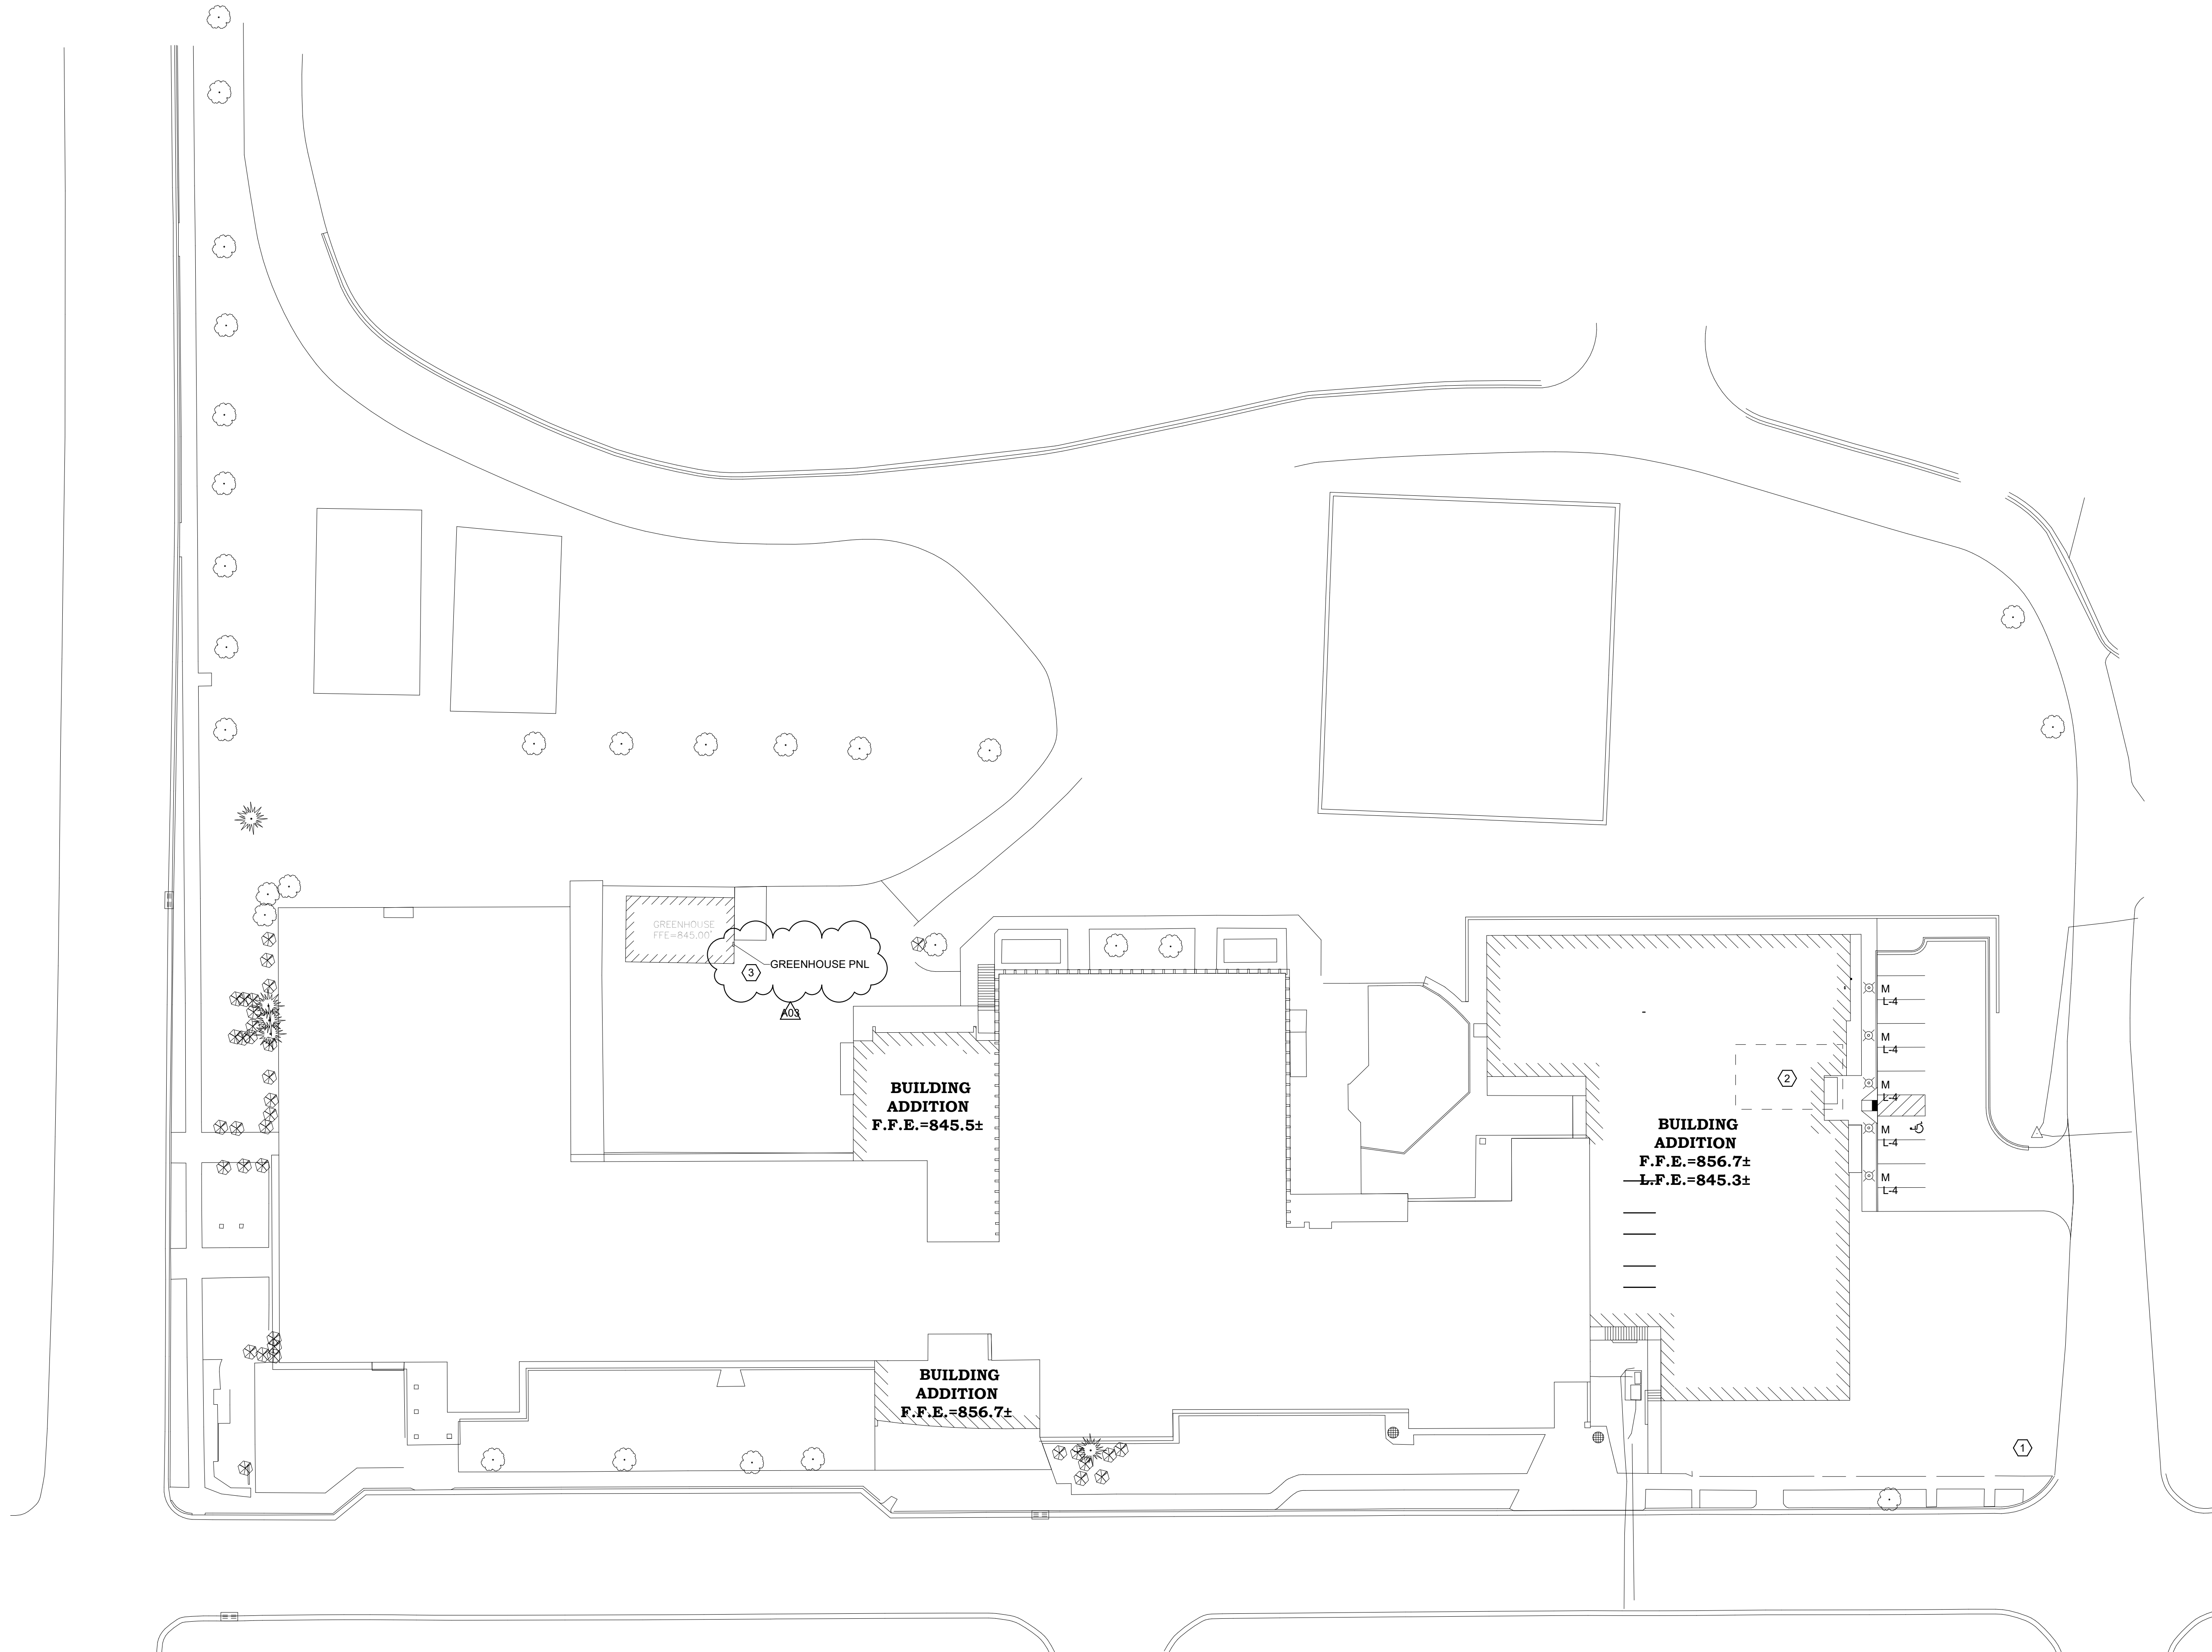 GREENHOUSE
FFE=845.00'
GREENHOUSE PNL
3
A03
M
L-4
M
L-4
M
L-4
M
L-4
M
L-4
2
BUILDING
ADDITION
F.F.E.=845.5±
BUILDING
ADDITION
F.F.E.=856.7±
L.F.E.=845.3±
BUILDING
ADDITION
F.F.E.=856.7±
1